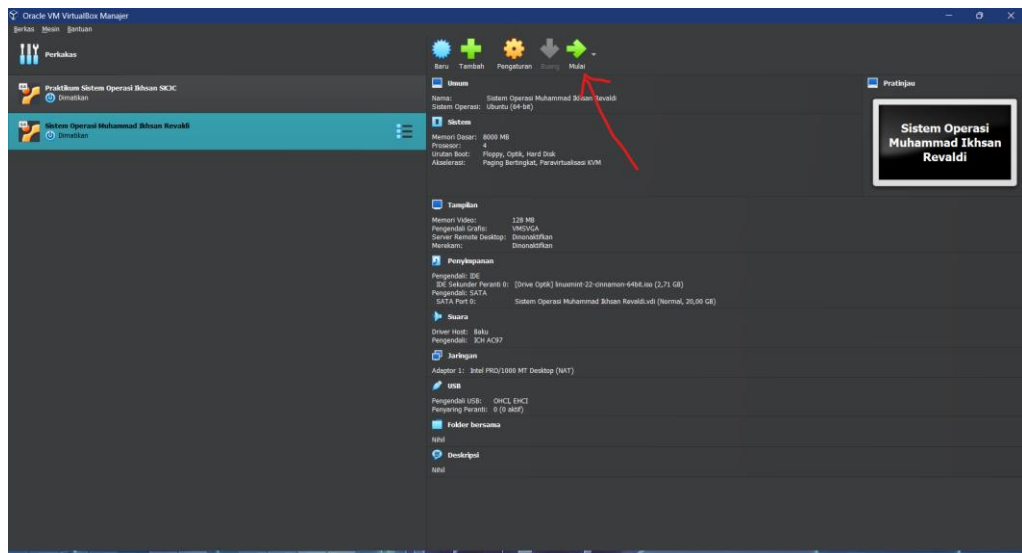 Oracle VM VirtualBox Manajer
Berkas Mesin Bantuan
Perkakas
Baru Tambah Pengaturan Buang Mulai
Praktikum Sistem Operasi Ikhsan SK3C
Dimatikan
Sistem Operasi Muhammad Ikhsan Revaldi
Dimatikan
Umum
Nama: Sistem Operasi Muhammad Ikhsan Revaldi
Sistem Operasi: Ubuntu (64-bit)
Sistem
Memori Dasar: 8000 MB
Prosesor: 4
Urutan Boot: Floppy, Optik, Hard Disk
Akselerasi: Paging Bertingkat, Paravirtualisasi KVM
Pratinjau
Sistem Operasi
Muhammad Ikhsan
Revaldi
Tampilan
Memori Video: 128 MB
Pengendali Grafis: VMSVGA
Server Remote Desktop: Dinonaktifkan
Merekam: Dinonaktifkan
Penyimpanan
Pengendali: IDE
IDE Sekunder Peranti 0: [Drive Optik] linuxmint-22-cinnamon-64bit.iso (2,71 GB)
Pengendali: SATA
SATA Port 0: Sistem Operasi Muhammad Ikhsan Revaldi.vdi (Normal, 20,00 GB)
Suara
Driver Host: Baku
Pengendali: ICH AC97
Jaringan
Adaptor 1: Intel PRO/1000 MT Desktop (NAT)
USB
Pengendali USB: OHCI, EHCI
Penyaring Peranti: 0 (0 aktif)
Folder bersama
Nihil
Deskripsi
Nihil